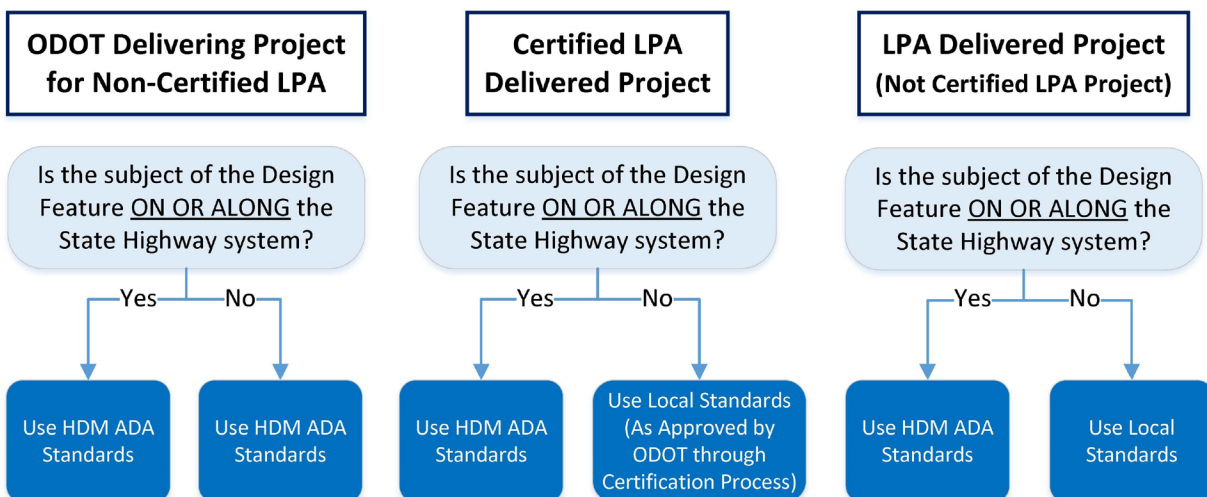 ODOT Delivering Project
for Non-Certified LPA
Is the subject of the Design
Feature ON OR ALONG the
State Highway system?
Yes
No
Use HDM ADA
Standards
Use HDM ADA
Standards
Certified LPA
Delivered Project
Is the subject of the Design
Feature ON OR ALONG the
State Highway system?
Yes
No
Use HDM ADA
Standards
Use Local Standards
(As Approved by
ODOT through
Certification Process)
LPA Delivered Project
(Not Certified LPA Project)
Is the subject of the Design
Feature ON OR ALONG the
State Highway system?
Yes
No
Use HDM ADA
Standards
Use Local
Standards